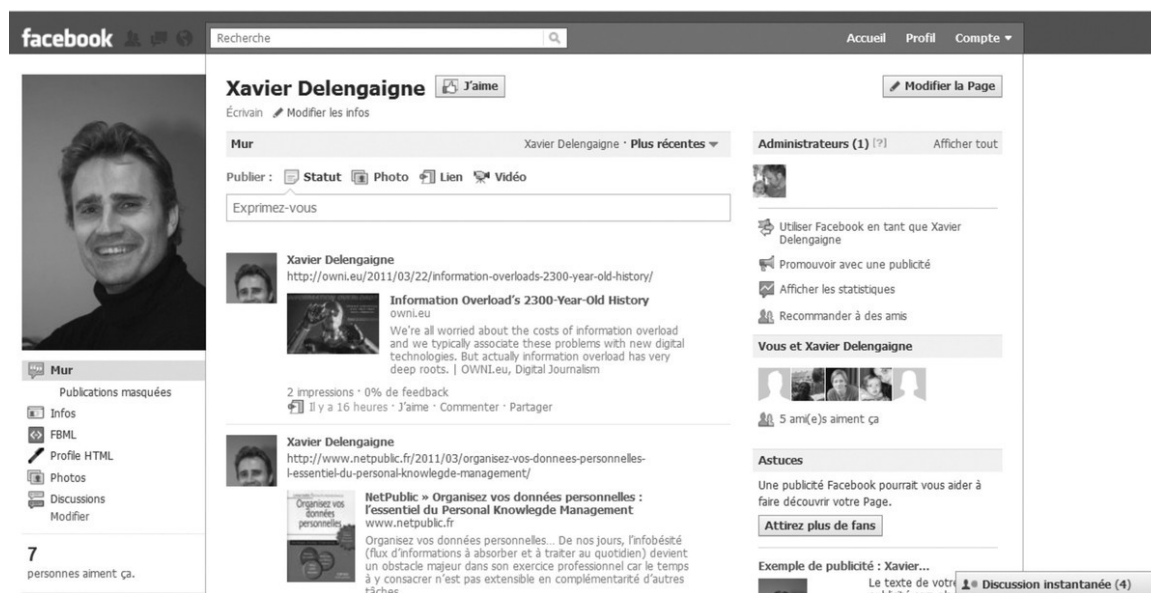 facebook
Recherche
Accueil Profil Compte
Xavier Delengaigne J'aime
Modifier la Page
Écrivain Modifier les infos
Mur Xavier Delengaigne · Plus récentes
Publier : Statut Photo Lien Vidéo
Exprimez-vous
Xavier Delengaigne
http://owni.eu/2011/03/22/information-overloads-2300-year-old-history/
Information Overload's 2300-Year-Old History
owni.eu
We're all worried about the costs of information overload
and we typically associate these problems with new digital
technologies. But actually information overload has very
deep roots. | OWNI.eu, Digital Journalism
2 impressions · 0% de feedback
Il y a 16 heures · J'aime · Commenter · Partager
Xavier Delengaigne
http://www.netpublic.fr/2011/03/organisez-vos-donnees-personnelles-
l-essentiel-du-personal-knowlegde-management/
Organisez vos
données
personnelles
NetPublic » Organisez vos données personnelles :
l'essentiel du Personal Knowlegde Management
www.netpublic.fr
Organisez vos données personnelles... De nos jours, l'infobésité
(flux d'informations à absorber et à traiter au quotidien) devient
un obstacle majeur dans son exercice professionnel car le temps
à y consacrer n'est pas extensible en complémentarité d'autres
tâches
Mur
Publications masquées
Infos
FBML
Profile HTML
Photos
Discussions
Modifier
7
personnes aiment ça.
Administrateurs (1) [?] Afficher tout
Utiliser Facebook en tant que Xavier
Delengaigne
Promouvoir avec une publicité
Afficher les statistiques
Recommander à des amis
Vous et Xavier Delengaigne
5 ami(e)s aiment ça
Astuces
Une publicité Facebook pourrait vous aider à
faire découvrir votre Page.
Attirez plus de fans
Exemple de publicité : Xavier...
Le texte de votre
Discussion instantanée (4)